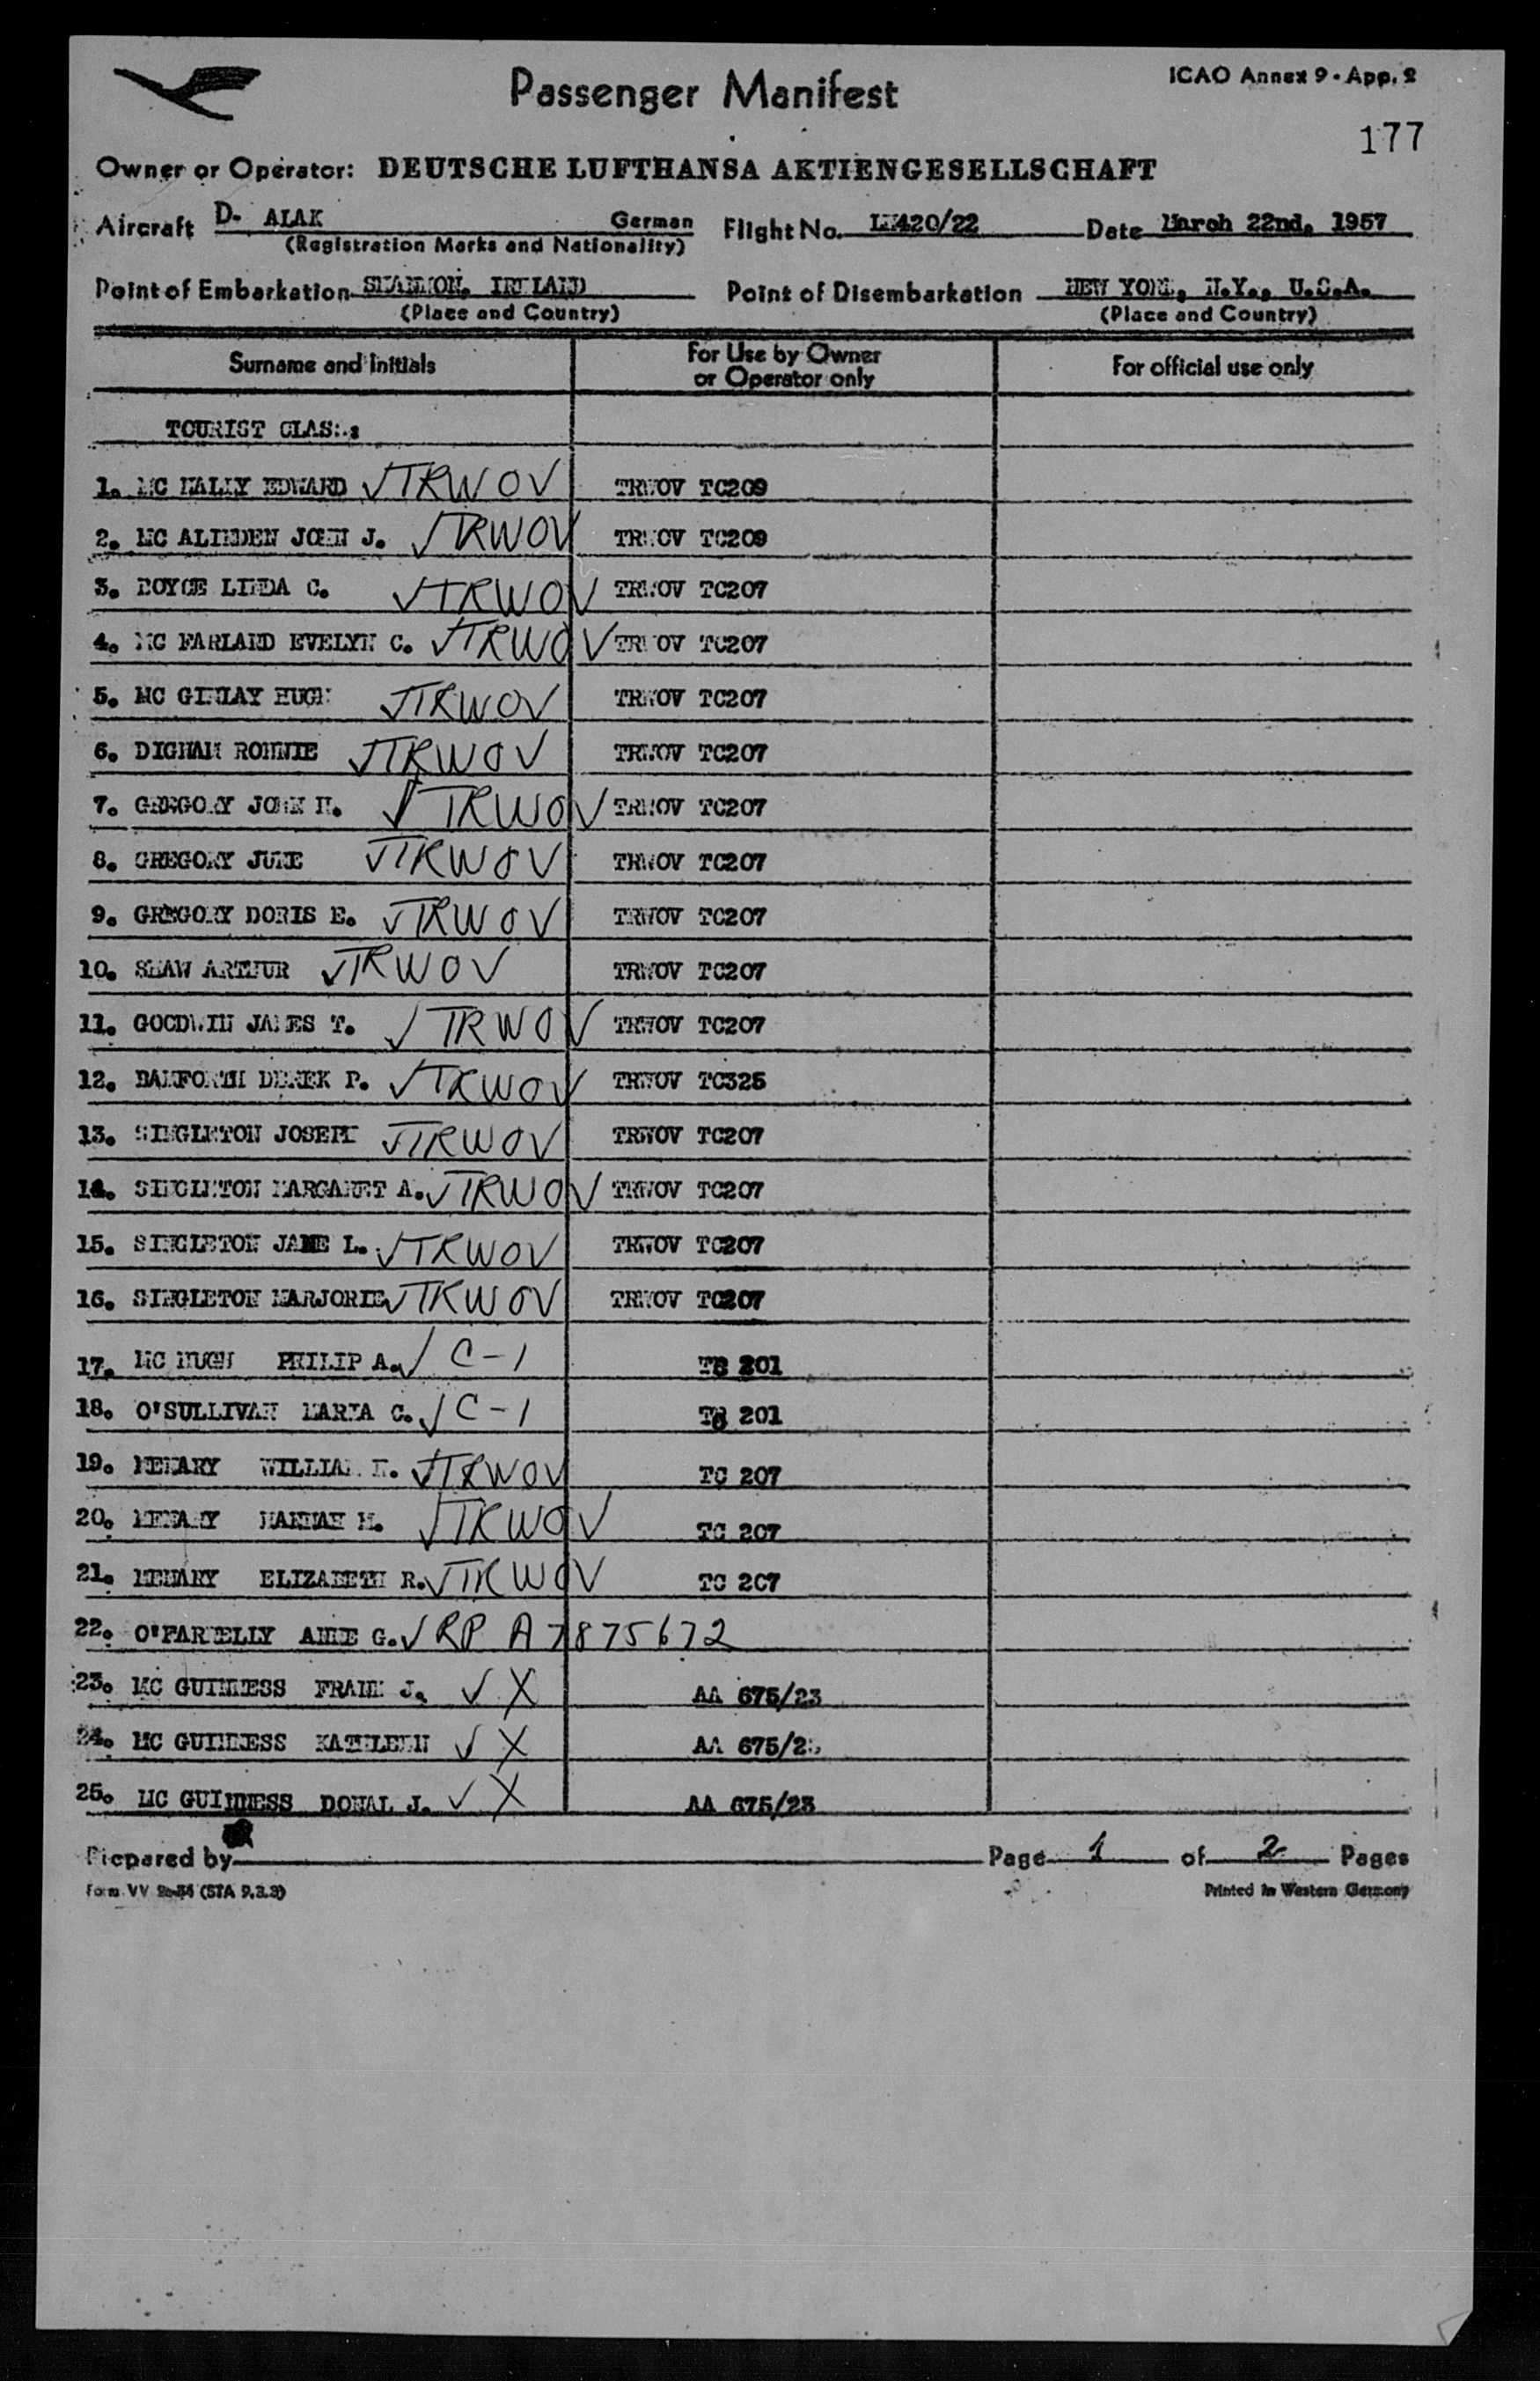 Passenger Manifest
ICAO Annex 9 - App. 2
177
Owner or Operator: DEUTSCHE LUFTHANSA AKTIENGESELLSCHAFT
Aircraft D- ALAK German Flight No. LH420/22 Date March 22nd, 1957
(Registration Marks and Nationality)
Point of Embarkation SHANNON, IRELAND Point of Disembarkation NEW YORK, N.Y., U.S.A.
(Place and Country) (Place and Country)
Surname and Initials For Use by Owner or Operator only For official use only
TOURIST CLASS:
1. MC NALLY EDWARD √ TRWOV TRWOV TC209
2. MC ALINDEN JOHN J. √ TRWOV TRWOV TC209
3. ROYCE LINDA C. √ TRWOV TRWOV TC207
4. MC FARLAND EVELYN C. √ TRWOV TRWOV TC207
5. MC GINLAY HUGH √ TRWOV TRWOV TC207
6. DIGNAM RONNIE √ TRWOV TRWOV TC207
7. GREGORY JOHN H. √ TRWOV TRWOV TC207
8. GREGORY JUNE √ TRWOV TRWOV TC207
9. GREGORY DORIS E. √ TRWOV TRWOV TC207
10. SHAW ARTHUR √ TRWOV TRWOV TC207
11. GOODWIN JAMES T. √ TRWOV TRWOV TC207
12. DEREK P. √ TRWOV TRWOV TC325
13. SINGLETON JOSEPH √ TRWOV TRWOV TC207
14. SINGLETON MARGARET A. √ TRWOV TRWOV TC207
15. SINGLETON JANE L. √ TRWOV TRWOV TC207
16. SINGLETON MARJORIE √ TRWOV TRWOV TC207
17. MC HUGH PHILIP A. √ C-1 TC 201
18. O'SULLIVAN MARIA C. √ C-1 TC 201
19. WILLIAM H. √ TRWOV TC 207
20. HANNAH M. √ TRWOV TC 207
21. ELIZABETH R. √ TRWOV TC 207
22. O'FARRELLY ANNE G. √ RP A7875672
23. MC GUINNESS FRANK J. √ X AA 675/23
24. MC GUINNESS KATHLEEN √ X AA 675/23
25. MC GUINNESS DONAL J. √ X AA 675/23
Prepared by Page 1 of 2 Pages
Form VV (STA 9.3.3) Printed in Western Germany